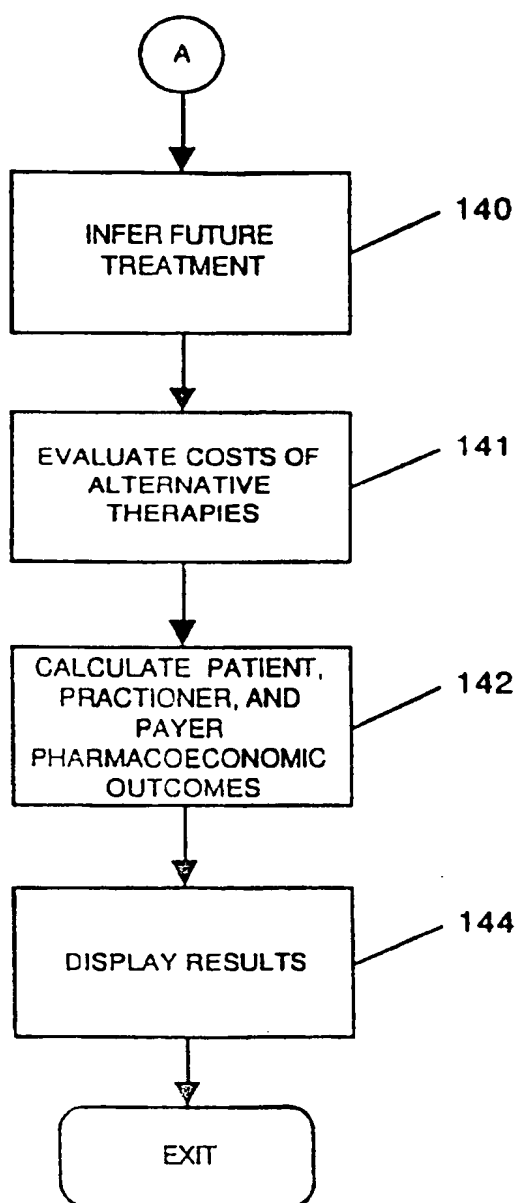 A
INFER FUTURE
TREATMENT
140
EVALUATE COSTS OF
ALTERNATIVE
THERAPIES
141
CALCULATE PATIENT,
PRACTIONER, AND
PAYER
PHARMACOECONOMIC
OUTCOMES
142
DISPLAY RESULTS
144
EXIT